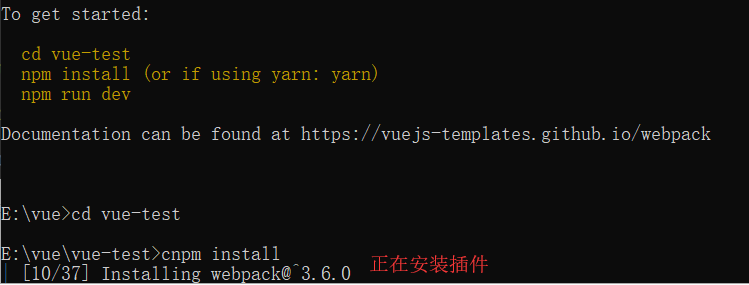 To get started:
cd vue-test
npm install (or if using yarn: yarn)
npm run dev
Documentation can be found at https://vuejs-templates.github.io/webpack
E:\vue>cd vue-test
E:\vue\vue-test>cnpm install
| [10/37] Installing webpack@^3.6.0 正在安装插件